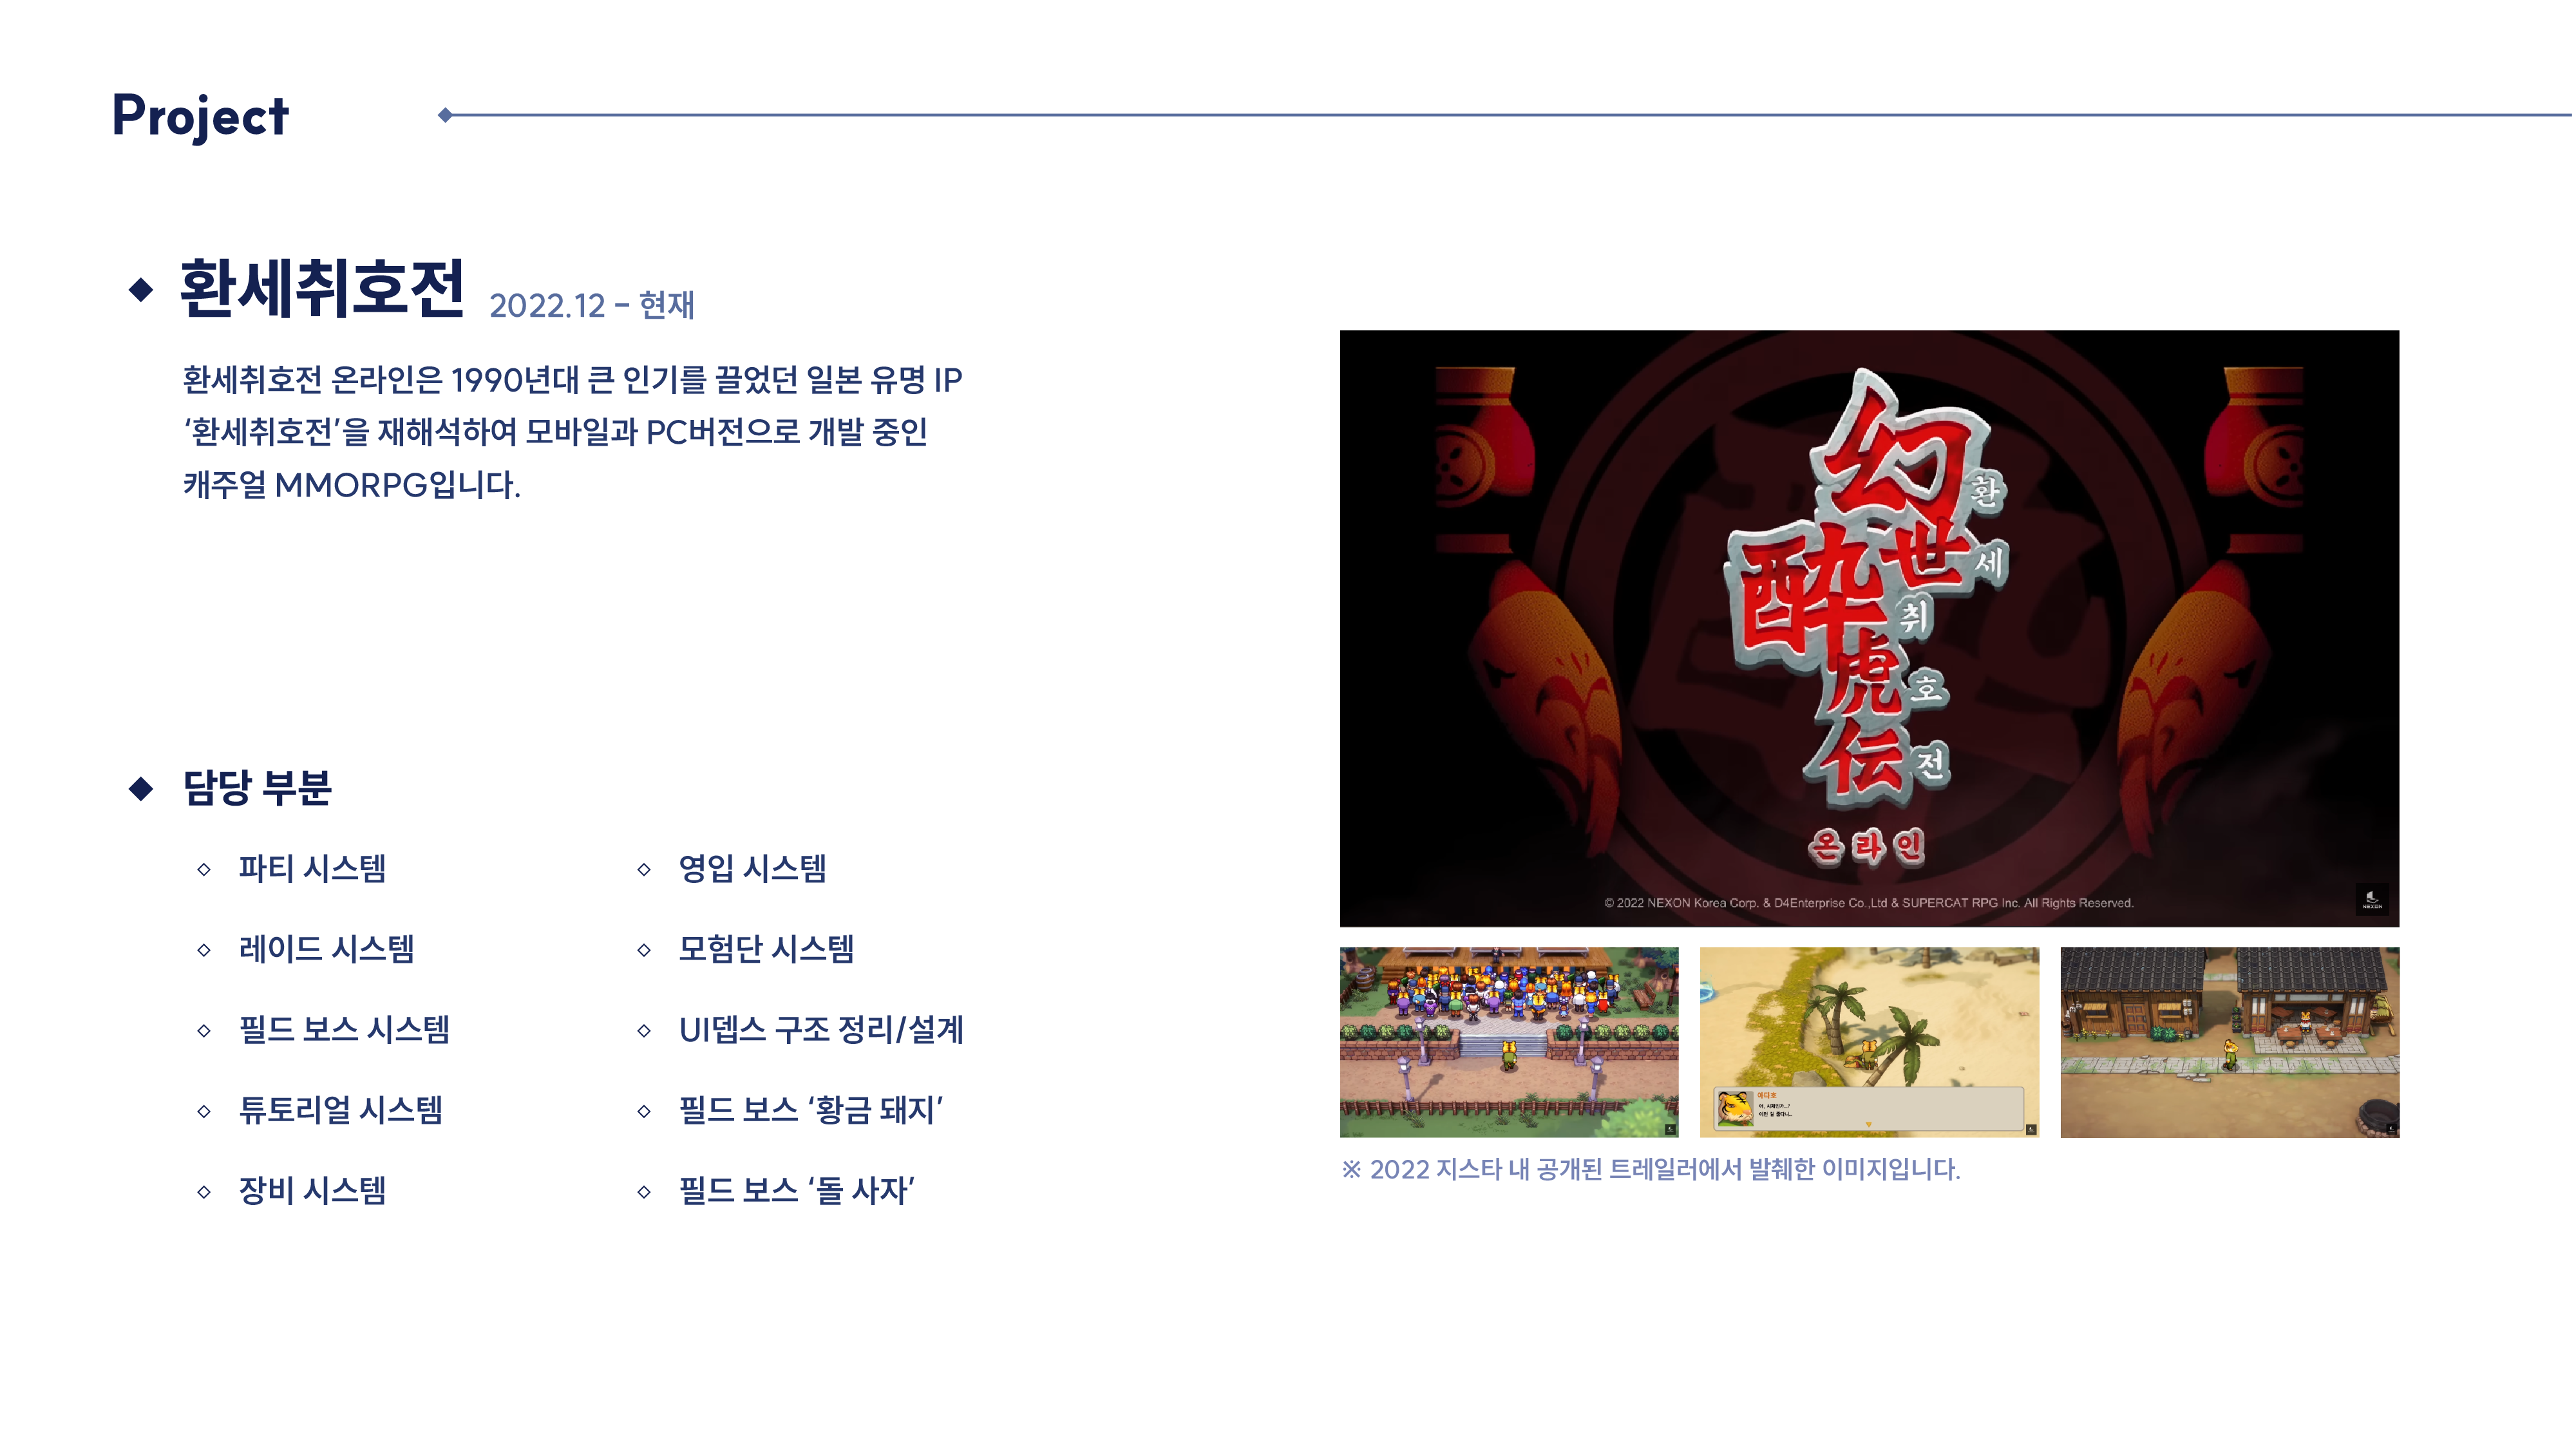 Project
환세취호전 2022.12 – 현재
환세취호전 온라인은 1990년대 큰 인기를 끌었던 일본 유명 IP
‘환세취호전’을 재해석하여 모바일과 PC버전으로 개발 중인
캐주얼 MMORPG입니다.
담당 부분
파티 시스템
레이드 시스템
필드 보스 시스템
튜토리얼 시스템
장비 시스템
영입 시스템
모험단 시스템
UI뎁스 구조 정리/설계
필드 보스 ‘황금 돼지’
필드 보스 ‘돌 사자’
幻世酔虎伝
환세취호전
온라인
© 2022 NEXON Korea Corp. & D4Enterprise Co.,Ltd & SUPERCAT RPG Inc. All Rights Reserved.
NEXON
아타호
※ 2022 지스타 내 공개된 트레일러에서 발췌한 이미지입니다.